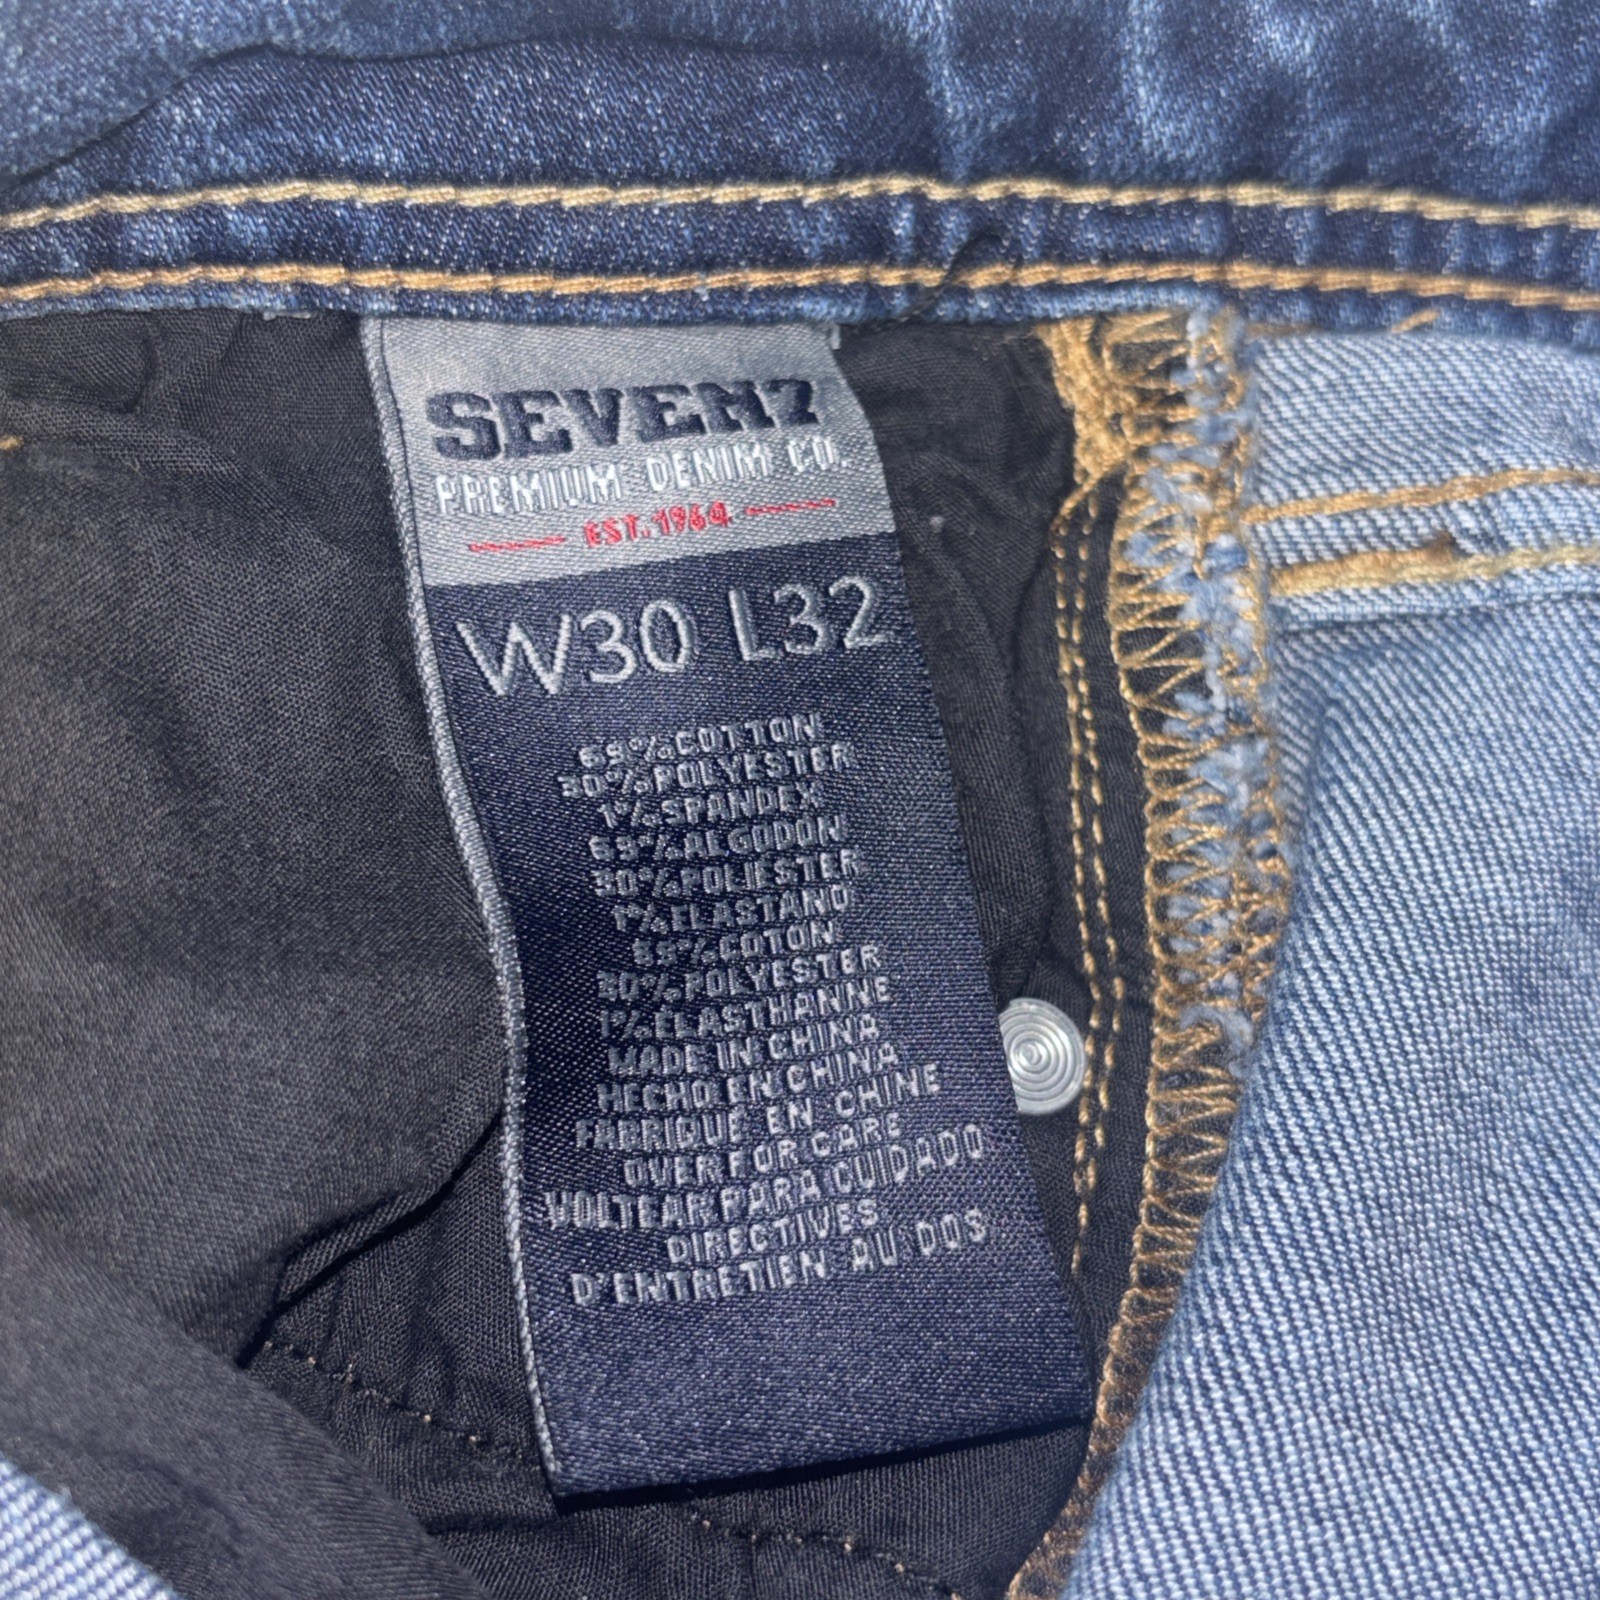 SEVEN7
PREMIUM DENIM CO.
EST. 1964
W30 L32
69%COTTON
30%POLYESTER
1%SPANDEX
69%ALGODON
30%POLIESTER
1%ELASTANO
69%COTON
30%POLYESTER
1%ELASTHANNE
MADE IN CHINA
HECHO EN CHINA
FABRIQUE EN CHINE
OVER FOR CARE
VOLTEAR PARA CUIDADO
DIRECTIVES
D'ENTRETIEN AU DOS